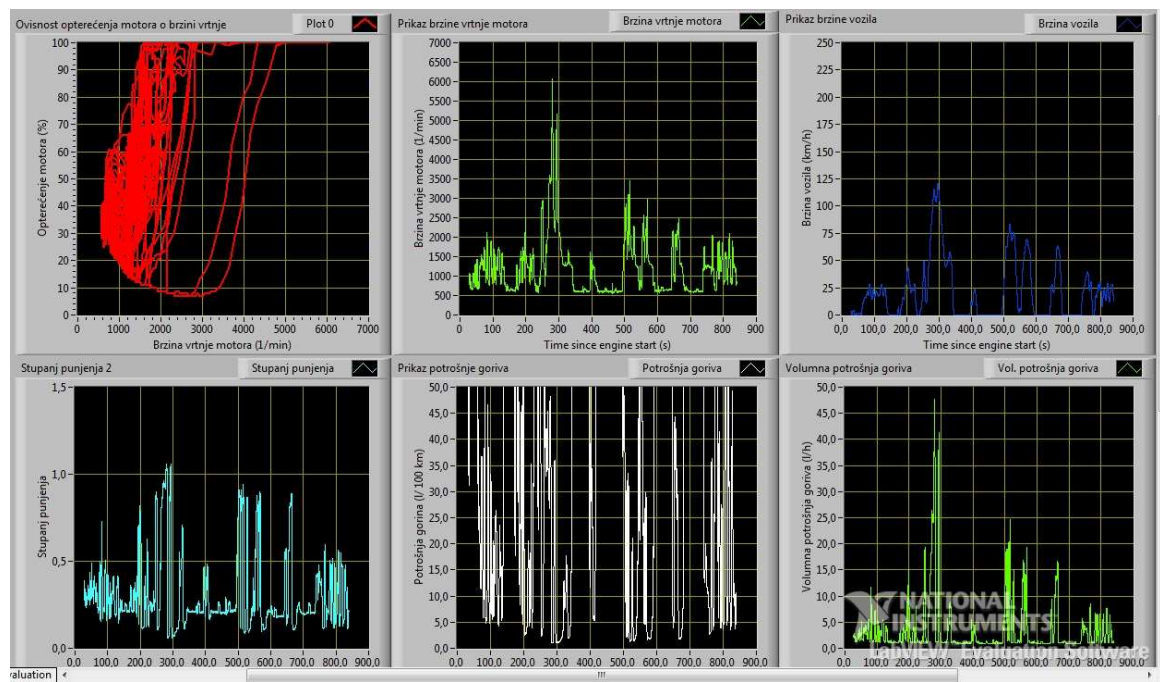 Ovisnost opterećenja motora o brzini vrtnje
Plot 0
Opterećenje motora (%)
100
90
80
70
60
50
40
30
20
10
0
0 1000 2000 3000 4000 5000 6000 7000
Brzina vrtnje motora (1/min)
Prikaz brzine vrtnje motora
Brzina vrtnje motora
Brzina vrtnje motora (1/min)
7000
6500
6000
5500
5000
4500
4000
3500
3000
2500
2000
1500
1000
500
0
0 100 200 300 400 500 600 700 800 900
Time since engine start (s)
Prikaz brzine vozila
Brzina vozila
Brzina vozila (km/h)
250
225
200
175
150
125
100
75
50
25
0
0,0 100,0 200,0 300,0 400,0 500,0 600,0 700,0 800,0 900,0
Time since engine start (s)
Stupanj punjenja 2
Stupanj punjenja
Stupanj punjenja
1,5
1,0
0,5
0,0
0.0 100.0 200.0 300.0 400.0 500.0 600.0 700.0 800.0 900.0
Prikaz potrošnje goriva
Potrošnja goriva
Potrošnja gorina (l/ 100 km)
50,0
45,0
40,0
35,0
30,0
25,0
20,0
15,0
10,0
5,0
0,0
0.0 100.0 200.0 300.0 400.0 500.0 600.0 700.0 800.0 900.0
Volumna potrošnja goriva
Vol. potrošnja goriva
Volumna potrošnja goriva (l/h)
50,0
45,0
40,0
35,0
30,0
25,0
20,0
15,0
10,0
5,0
0,0
0.0 100.0 200.0 300.0 400.0 500.0 600.0 700.0 800.0 900.0
NATIONAL
INSTRUMENTS
LabVIEW Evaluation Software
valuation